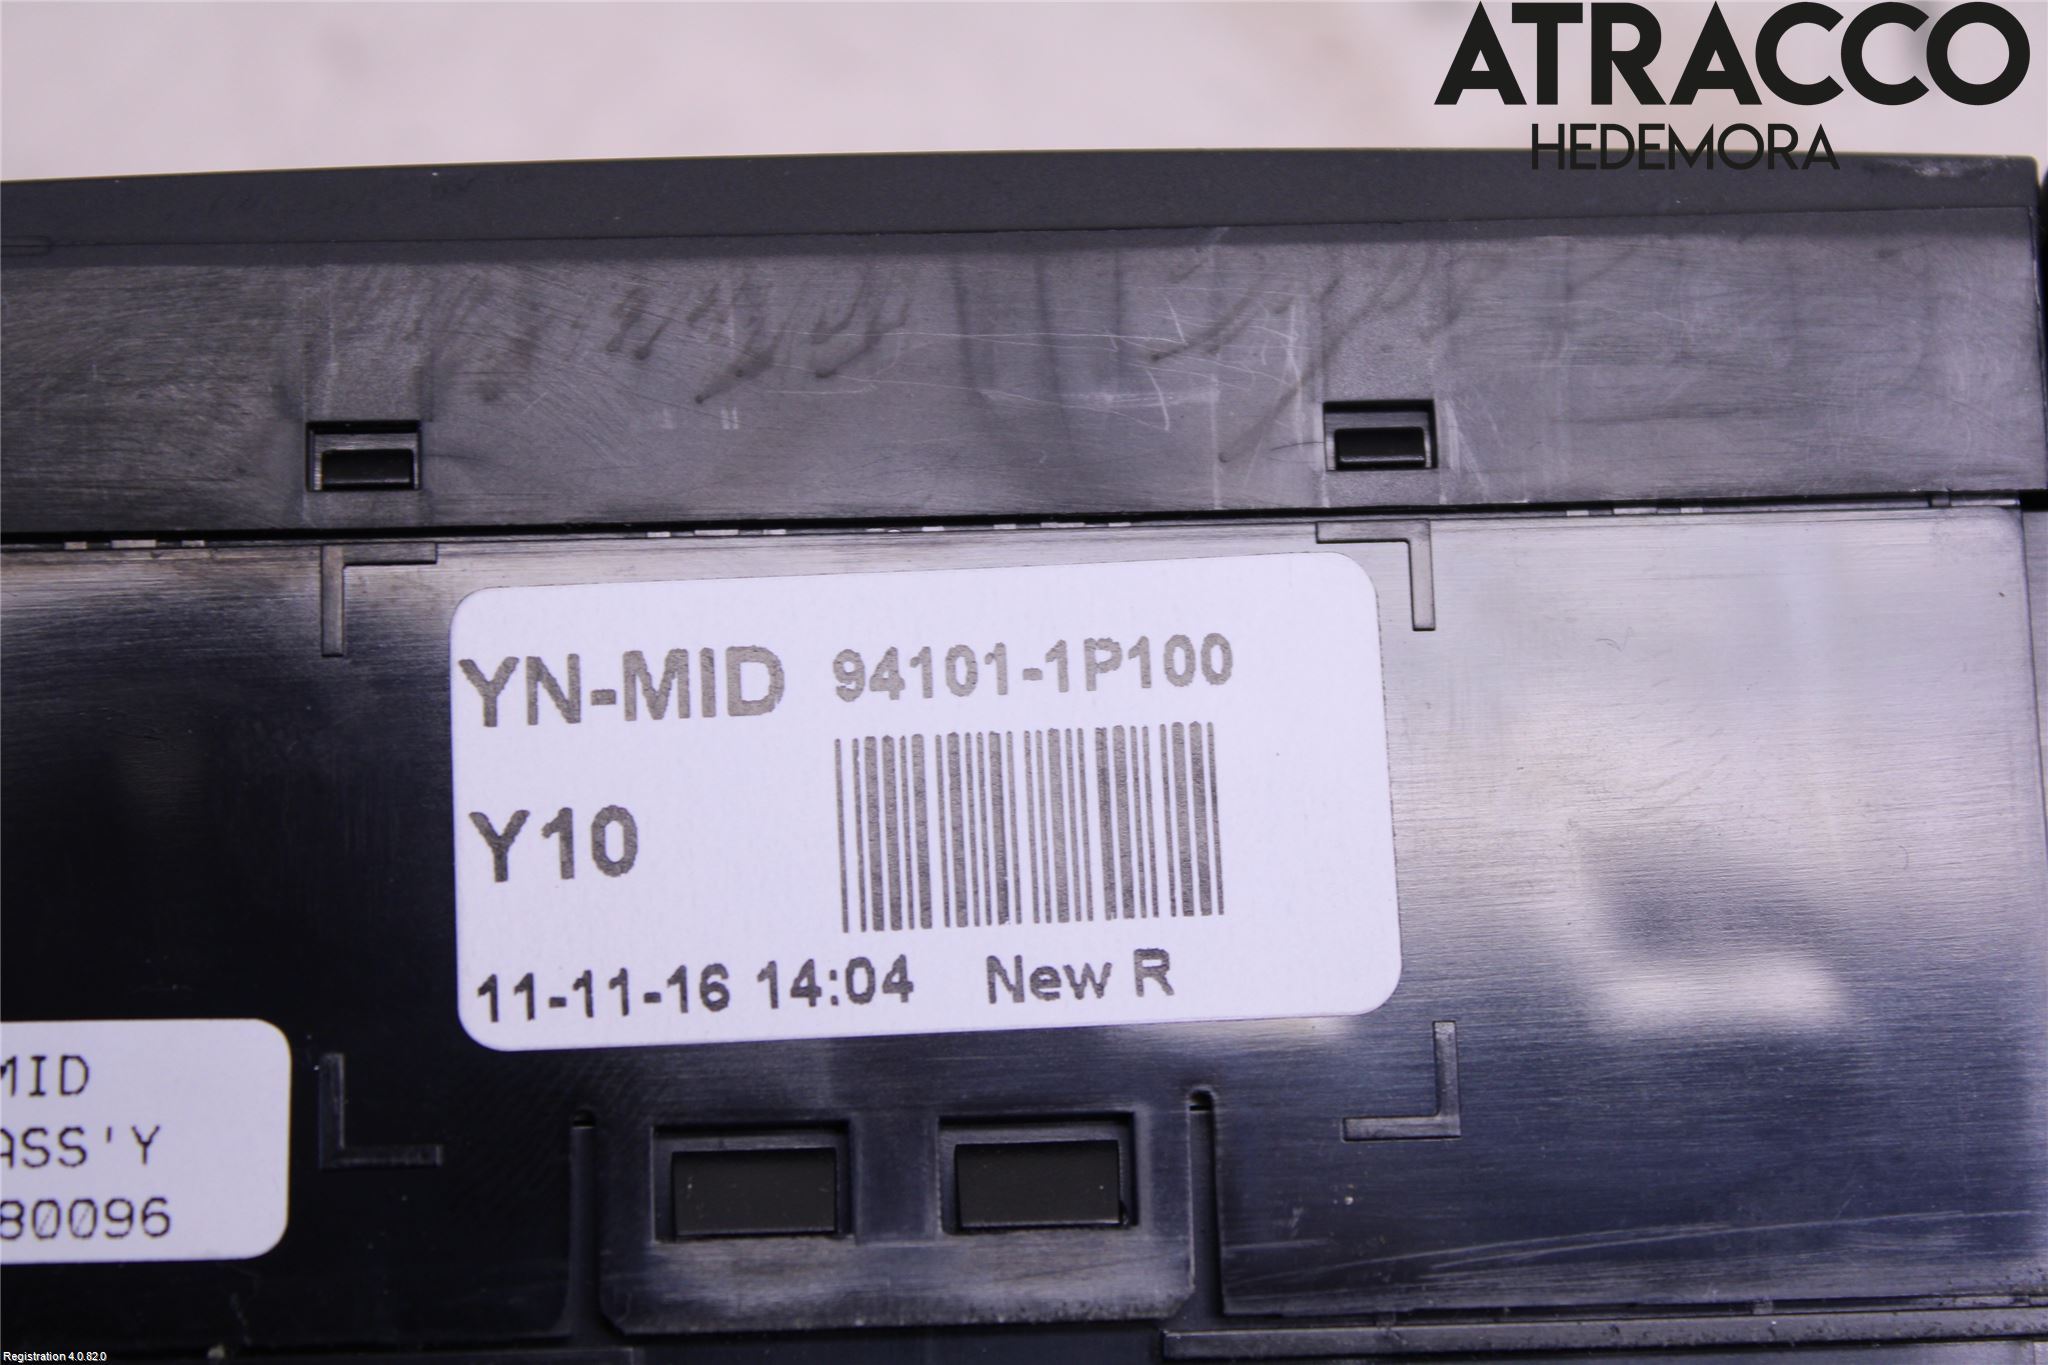 ATRACCO
HEDEMORA
YN-MID 94101-1P100
Y10
11-11-16 14:04 New R
MID
ASS'Y
80096
Registration 4.0.82.0